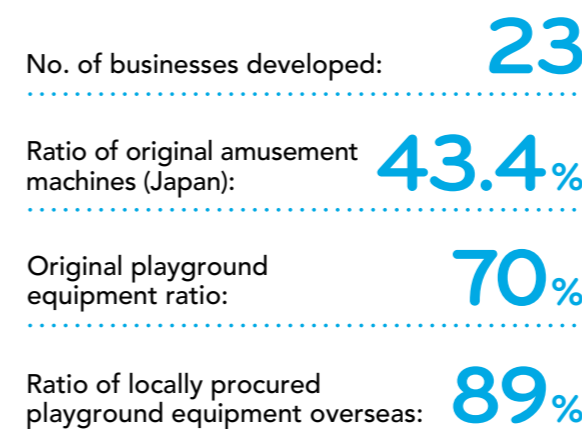 No. of businesses developed: 23
Ratio of original amusement
machines (Japan): 43.4%
Original playground
equipment ratio: 70%
Ratio of locally procured
playground equipment overseas: 89%